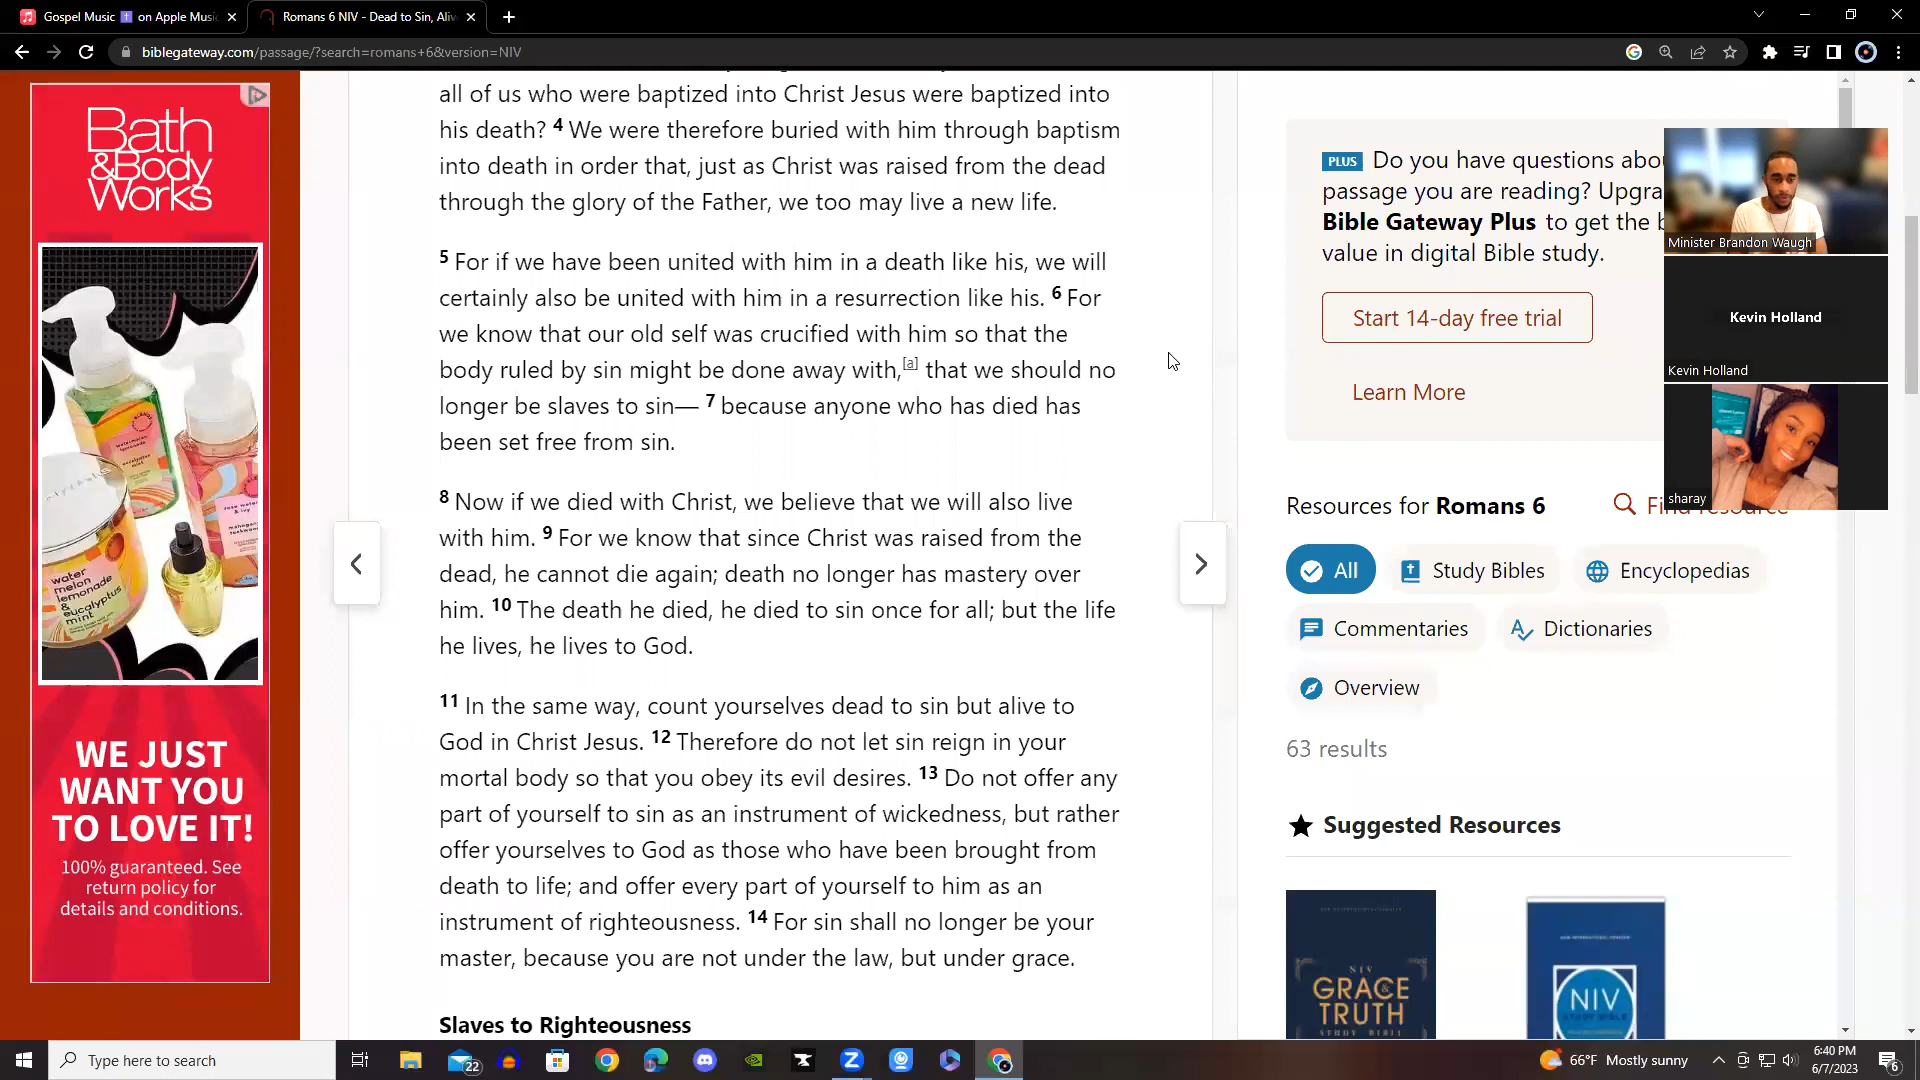 Gospel Music ✝ on Apple Musi
Romans 6 NIV - Dead to Sin, Aliv
biblegateway.com/passage/?search=romans+6&version=NIV
Bath
&Body
Works
water
lemonade
&
eucalyptus
mint
WE JUST
WANT YOU
TO LOVE IT!
100% guaranteed. See
return policy for
details and conditions.
all of us who were baptized into Christ Jesus were baptized into
his death? 4 We were therefore buried with him through baptism
into death in order that, just as Christ was raised from the dead
through the glory of the Father, we too may live a new life.
5 For if we have been united with him in a death like his, we will
certainly also be united with him in a resurrection like his. 6 For
we know that our old self was crucified with him so that the
body ruled by sin might be done away with,[a] that we should no
longer be slaves to sin— 7 because anyone who has died has
been set free from sin.
8 Now if we died with Christ, we believe that we will also live
with him. 9 For we know that since Christ was raised from the
dead, he cannot die again; death no longer has mastery over
him. 10 The death he died, he died to sin once for all; but the life
he lives, he lives to God.
11 In the same way, count yourselves dead to sin but alive to
God in Christ Jesus. 12 Therefore do not let sin reign in your
mortal body so that you obey its evil desires. 13 Do not offer any
part of yourself to sin as an instrument of wickedness, but rather
offer yourselves to God as those who have been brought from
death to life; and offer every part of yourself to him as an
instrument of righteousness. 14 For sin shall no longer be your
master, because you are not under the law, but under grace.
Slaves to Righteousness
PLUS Do you have questions abou
passage you are reading? Upgra
Bible Gateway Plus to get the b
value in digital Bible study.
Start 14-day free trial
Learn More
Minister Brandon Waugh
Kevin Holland
Kevin Holland
sharay
Resources for Romans 6
Find resource
All
Study Bibles
Encyclopedias
Commentaries
Dictionaries
Overview
63 results
Suggested Resources
NIV
GRACE
&
TRUTH
STUDY BIBLE
NIV
STUDY BIBLE
Type here to search
22
66°F Mostly sunny
6:40 PM
6/7/2023
6